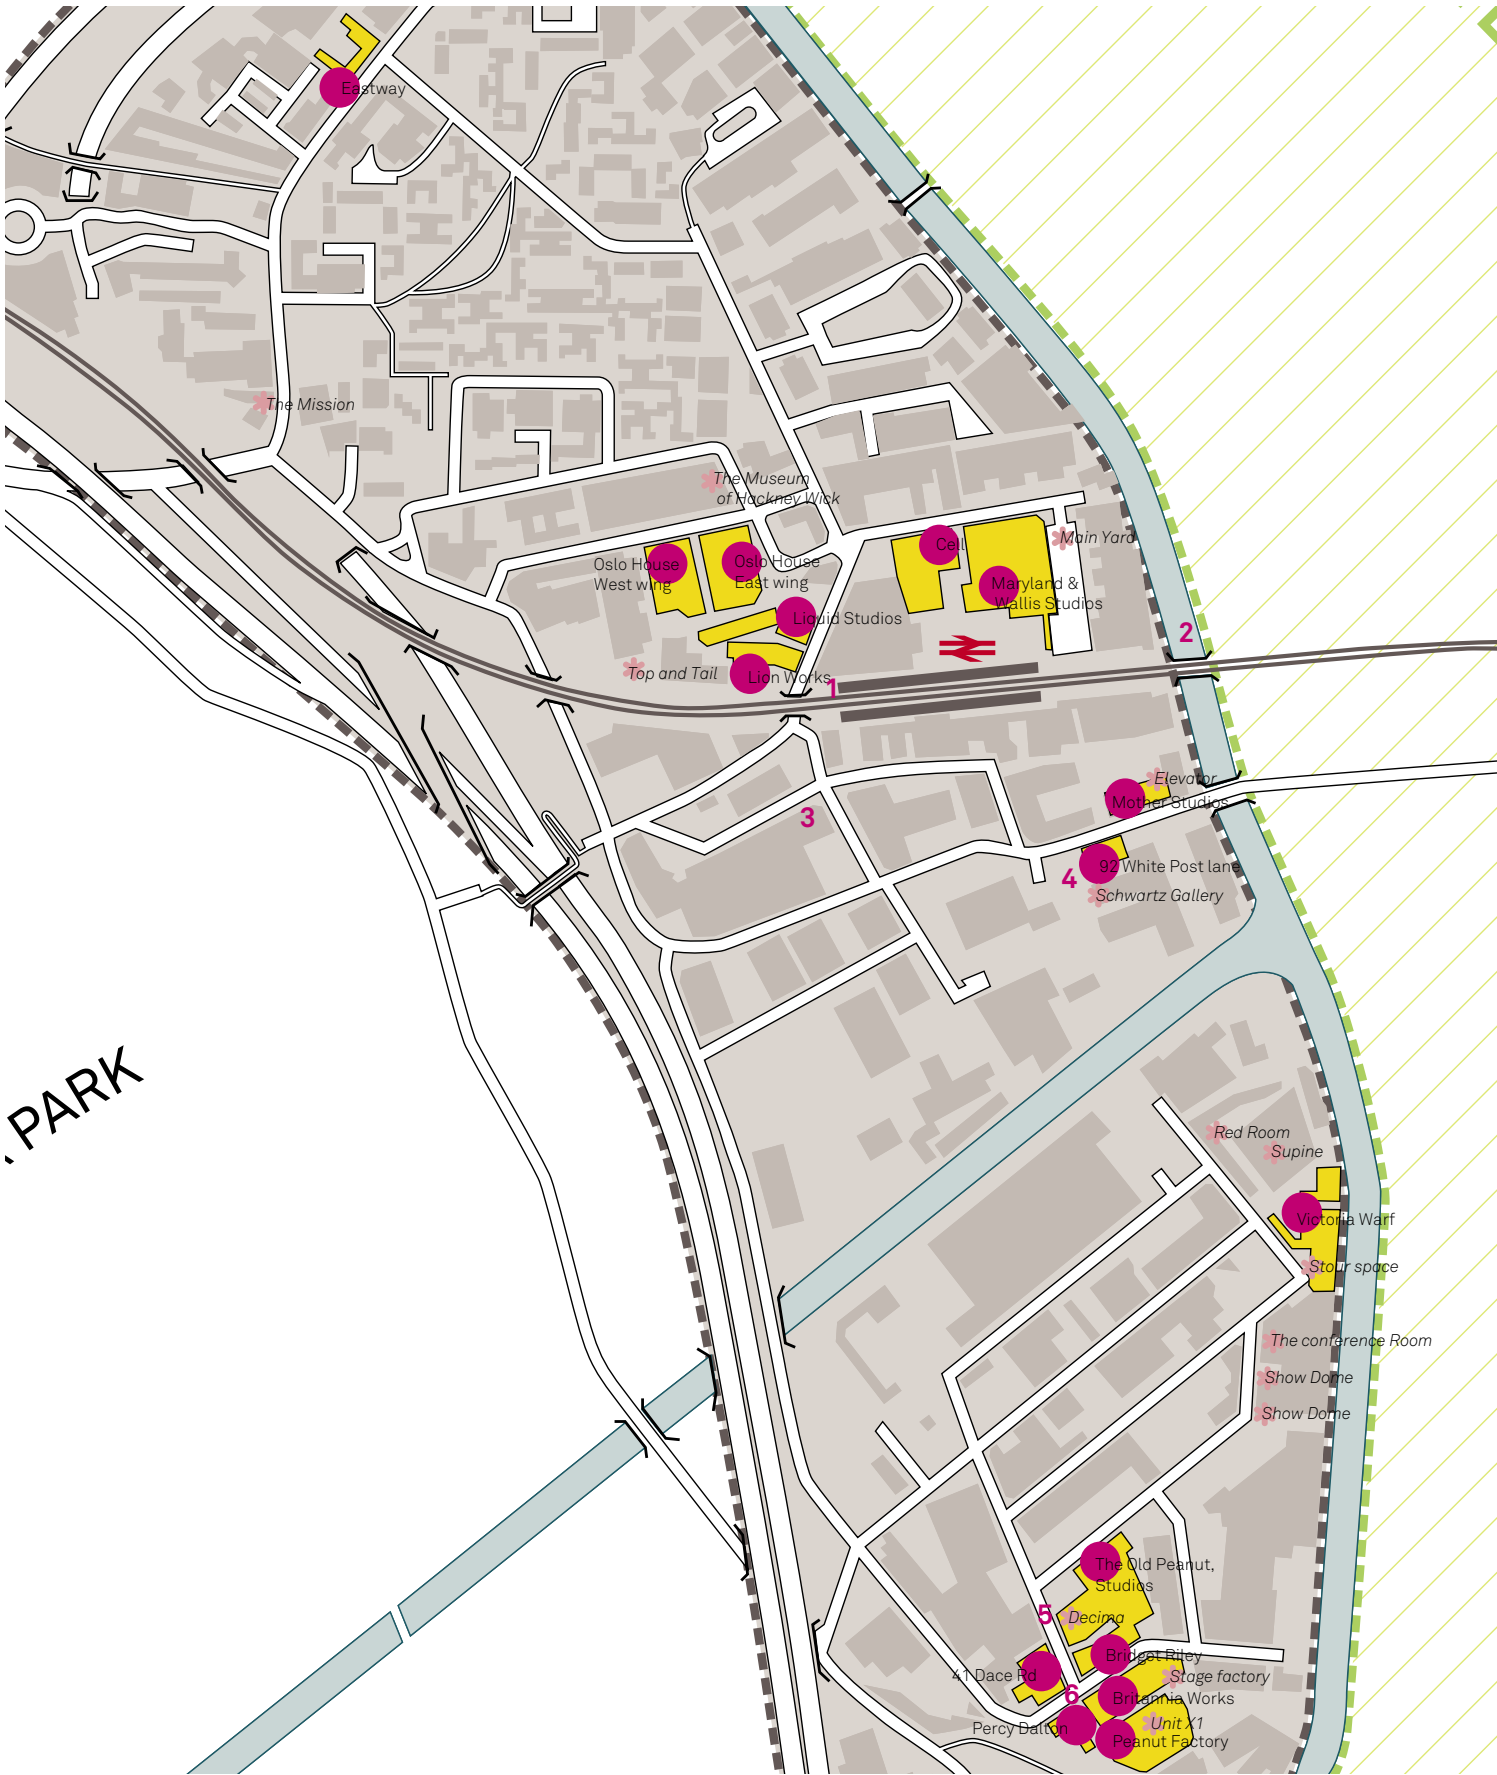 Eastway
The Mission
The Museum
of Hackney Wick
Main Yard
Cell
Oslo House
West wing
Oslo House
East wing
Maryland &
Wallis Studios
Liquid Studios
2
Top and Tail
Lion Works
1
Elevator
Mother Studios
3
92 White Post lane
4
Schwartz Gallery
PARK
Red Room
Supine
Victoria Warf
Stour space
The conference Room
Show Dome
Show Dome
The Old Peanut,
Studios
5
Decima
Bridget Riley
41 Dace Rd
Stage factory
6
Britannia Works
Percy Dalton
Unit X1
Peanut Factory